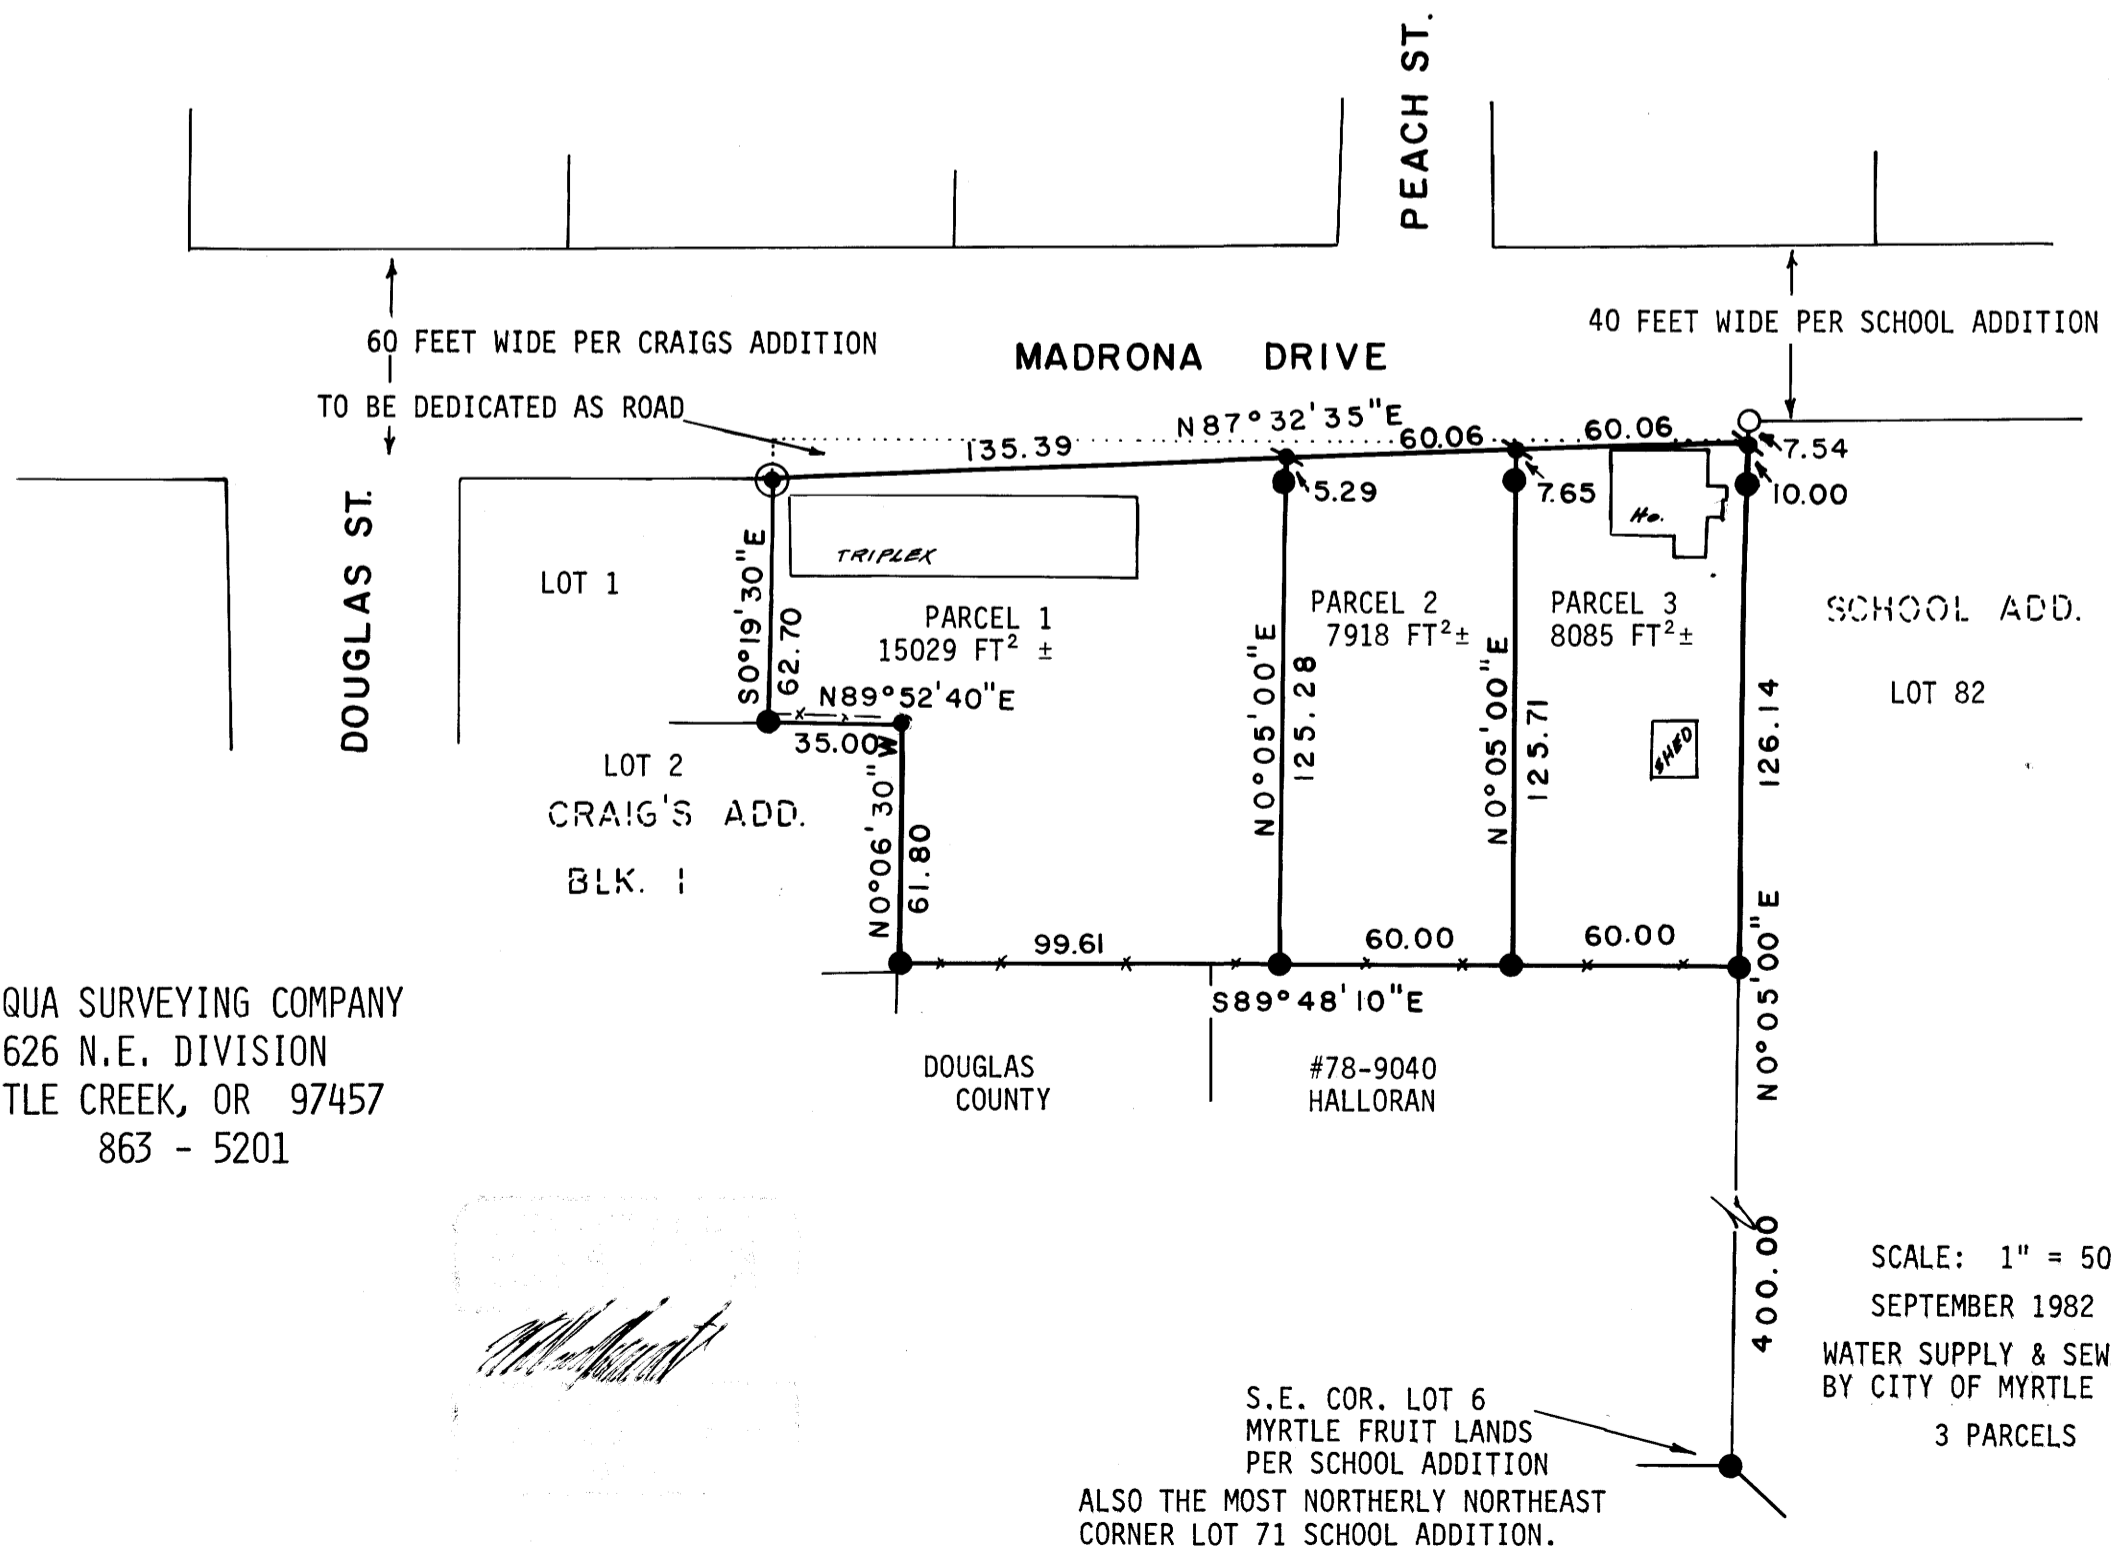 PEACH ST.
60 FEET WIDE PER CRAIGS ADDITION
40 FEET WIDE PER SCHOOL ADDITION
MADRONA DRIVE
TO BE DEDICATED AS ROAD
N87°32'35"E
135.39
60.06
60.06
7.54
5.29
7.65
10.00
DOUGLAS ST.
Ho.
TRIPLEX
LOT 1
S0°19'30"E
62.70
PARCEL 1
15029 FT² ±
PARCEL 2
7918 FT²±
PARCEL 3
8085 FT²±
SCHOOL ADD.
LOT 82
N89°52'40"E
35.00
N0°05'00"E
125.28
N0°05'00"E
125.71
SHED
126.14
LOT 2
CRAIG'S ADD.
BLK. 1
N0°06'30"W
61.80
99.61
60.00
60.00
S89°48'10"E
N0°05'00"E
QUA SURVEYING COMPANY
626 N.E. DIVISION
TLE CREEK, OR 97457
863 - 5201
DOUGLAS
COUNTY
#78-9040
HALLORAN
400.00
SCALE: 1" = 50
SEPTEMBER 1982
WATER SUPPLY & SEW
BY CITY OF MYRTLE
3 PARCELS
S.E. COR. LOT 6
MYRTLE FRUIT LANDS
PER SCHOOL ADDITION
ALSO THE MOST NORTHERLY NORTHEAST
CORNER LOT 71 SCHOOL ADDITION.